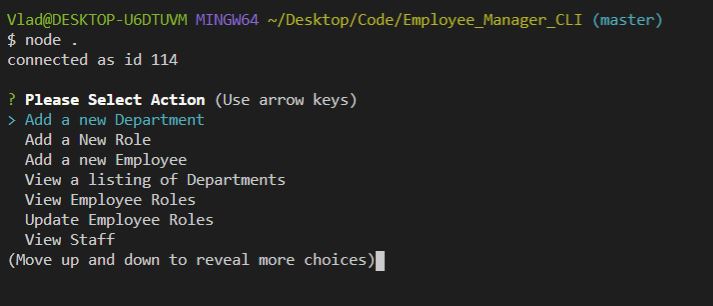 Vlad@DESKTOP-U6DTUVM MINGW64 ~/Desktop/Code/Employee_Manager_CLI (master)
$ node .
connected as id 114
? Please Select Action (Use arrow keys)
> Add a new Department
Add a New Role
Add a new Employee
View a listing of Departments
View Employee Roles
Update Employee Roles
View Staff
(Move up and down to reveal more choices)